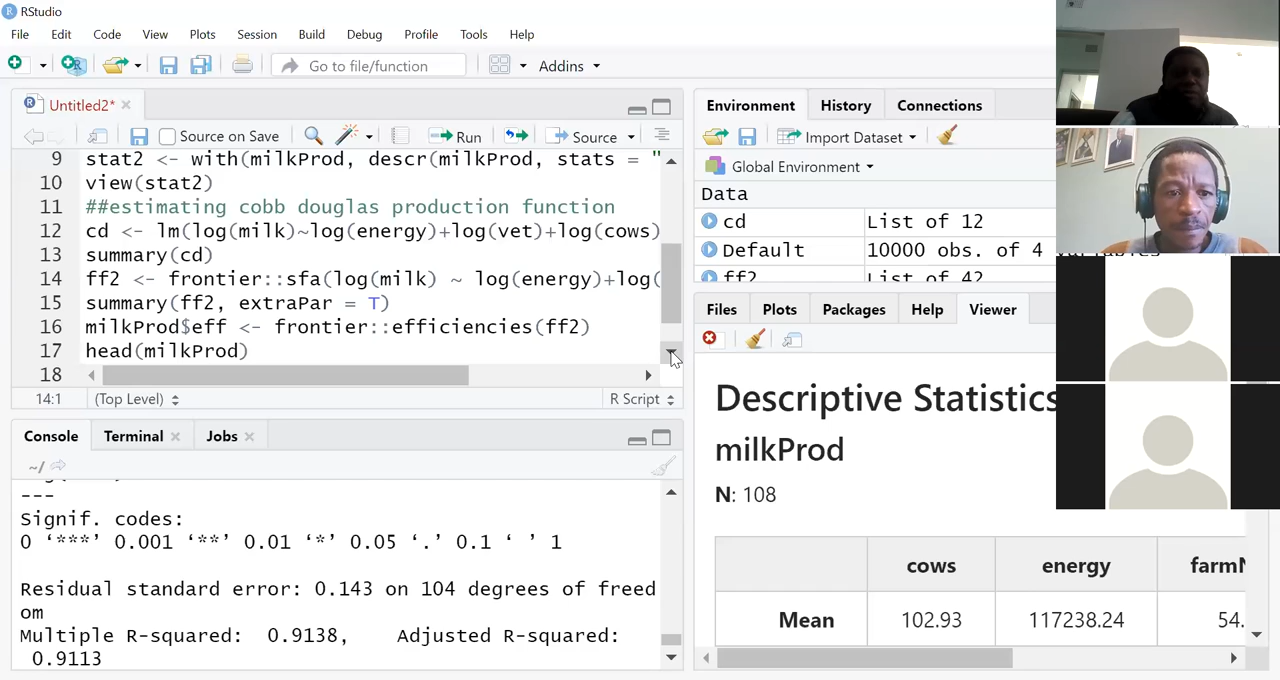 RStudio
File Edit Code View Plots Session Build Debug Profile Tools Help
Go to file/function Addins
Untitled2*
Source on Save Run Source
9 stat2 <- with(milkProd, descr(milkProd, stats = "
10 view(stat2)
11 ##estimating cobb douglas production function
12 cd <- lm(log(milk)~log(energy)+log(vet)+log(cows)
13 summary(cd)
14 ff2 <- frontier::sfa(log(milk) ~ log(energy)+log(
15 summary(ff2, extraPar = T)
16 milkProd$eff <- frontier::efficiencies(ff2)
17 head(milkProd)
18
14:1 (Top Level) R Script
Console Terminal Jobs
~/
---
Signif. codes:
0 ‘***’ 0.001 ‘**’ 0.01 ‘*’ 0.05 ‘.’ 0.1 ‘ ’ 1
Residual standard error: 0.143 on 104 degrees of freed
om
Multiple R-squared: 0.9138, Adjusted R-squared:
0.9113
Environment History Connections
Import Dataset
Global Environment
Data
cd List of 12
Default 10000 obs. of 4
ff2 List of 42
Files Plots Packages Help Viewer
Descriptive Statistics
milkProd
N: 108
cows energy farmN
Mean 102.93 117238.24 54.